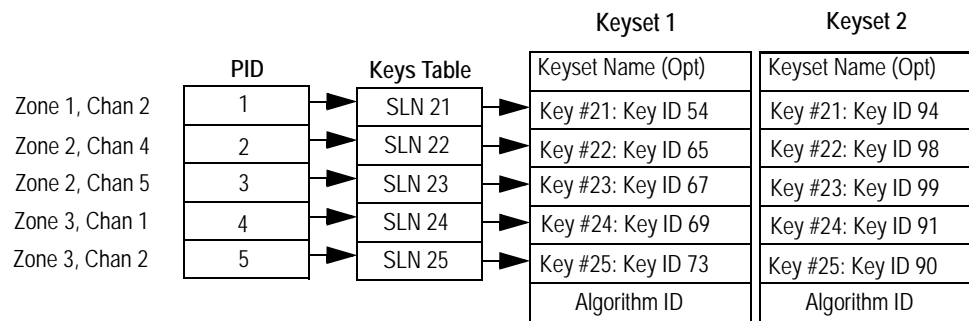 Keyset 1 Keyset 2
PID Keys Table Keyset Name (Opt) Keyset Name (Opt)
Zone 1, Chan 2 1 SLN 21 Key #21: Key ID 54 Key #21: Key ID 94
Zone 2, Chan 4 2 SLN 22 Key #22: Key ID 65 Key #22: Key ID 98
Zone 2, Chan 5 3 SLN 23 Key #23: Key ID 67 Key #23: Key ID 99
Zone 3, Chan 1 4 SLN 24 Key #24: Key ID 69 Key #24: Key ID 91
Zone 3, Chan 2 5 SLN 25 Key #25: Key ID 73 Key #25: Key ID 90
Algorithm ID Algorithm ID